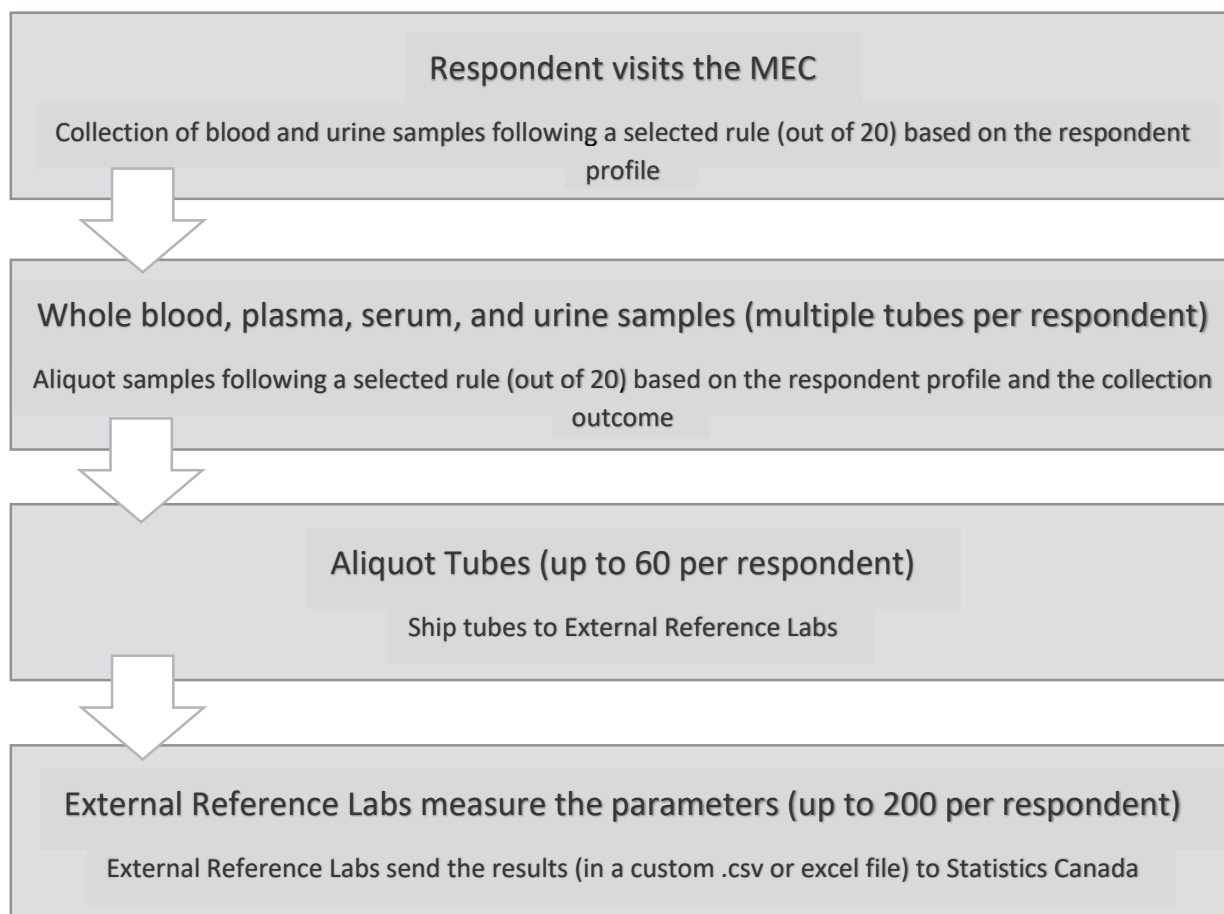 Respondent visits the MEC
Collection of blood and urine samples following a selected rule (out of 20) based on the respondent
profile
Whole blood, plasma, serum, and urine samples (multiple tubes per respondent)
Aliquot samples following a selected rule (out of 20) based on the respondent profile and the collection
outcome
Aliquot Tubes (up to 60 per respondent)
Ship tubes to External Reference Labs
External Reference Labs measure the parameters (up to 200 per respondent)
External Reference Labs send the results (in a custom .csv or excel file) to Statistics Canada